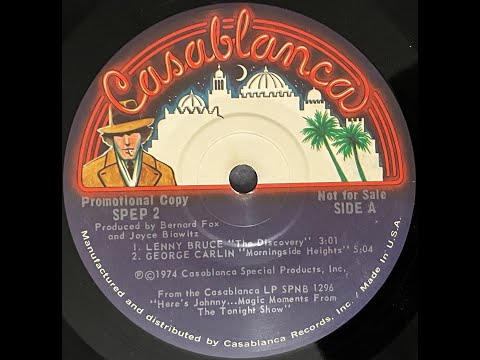 Casablanca
Promotional Copy
SPEP 2
Not for Sale
SIDE A
Produced by Bernard Fox
and Joyce Biawitz
1. LENNY BRUCE "The Discovery" 3:01
2. GEORGE CARLIN "Morningside Heights" 5:04
Ⓟ©1974 Casablanca Special Products, Inc.
From the Casablanca LP SPNB 1296
"Here's Johnny...Magic Moments From
The Tonight Show"
Manufactured and distributed by Casablanca Records, Inc. / Made in U.S.A.